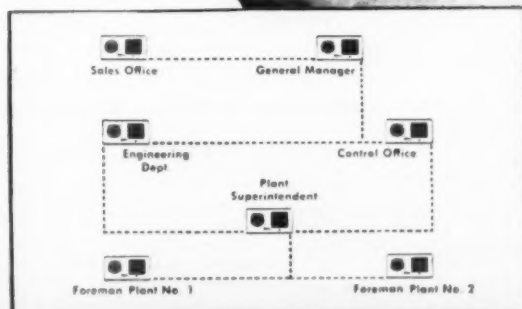 Sales Office
General Manager
Engineering
Dept.
Control Office
Plant
Superintendent
Foreman Plant No. 1
Foreman Plant No. 2